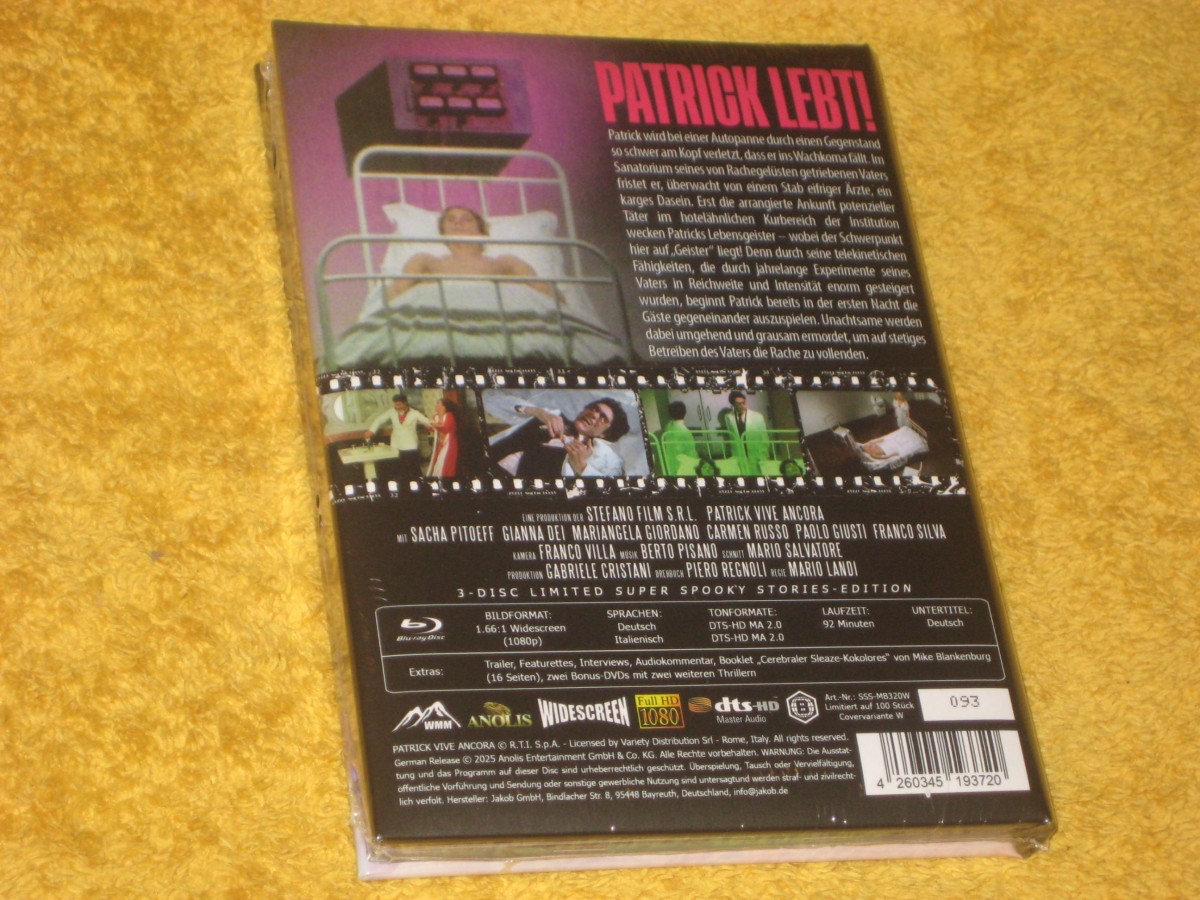 PATRICK LEBT!
Patrick wird bei einer Autopanne durch einen Gegenstand
so schwer am Kopf verletzt, dass er ins Wachkoma fällt. Im
Sanatorium seines von Rachegelüsten getriebenen Vaters
fristet er, überwacht von einem Stab eifriger Ärzte, ein
karges Dasein. Erst die arrangierte Ankunft potenzieller
Täter im hotelähnlichen Kurbereich der Institution
wecken Patricks Lebensgeister – wobei der Schwerpunkt
hier auf „Geister“ liegt! Denn durch seine telekinetischen
Fähigkeiten, die durch jahrelange Experimente seines
Vaters in Reichweite und Intensität enorm gesteigert
wurden, beginnt Patrick bereits in der ersten Nacht die
Gäste gegeneinander auszuspielen. Unachtsame werden
dabei umgehend und grausam ermordet, um auf stetiges
Betreiben des Vaters die Rache zu vollenden.
EINE PRODUKTION DER STEFANO FILM S.R.L. PATRICK VIVE ANCORA
MIT SACHA PITOEFF GIANNA DEI MARIANGELA GIORDANO CARMEN RUSSO PAOLO GIUSTI FRANCO SILVA
KAMERA FRANCO VILLA MUSIK BERTO PISANO SCHNITT MARIO SALVATORE
PRODUKTION GABRIELE CRISTANI DREHBUCH PIERO REGNOLI REGIE MARIO LANDI
3-DISC LIMITED SUPER SPOOKY STORIES-EDITION
Blu-ray Disc
BILDFORMAT: SPRACHEN: TONFORMATE: LAUFZEIT: UNTERTITEL:
1.66:1 Widescreen Deutsch DTS-HD MA 2.0 92 Minuten Deutsch
(1080p) Italienisch DTS-HD MA 2.0
Extras: Trailer, Featurettes, Interviews, Audiokommentar, Booklet „Cerebraler Sleaze-Kokolores“ von Mike Blankenburg
(16 Seiten), zwei Bonus-DVDs mit zwei weiteren Thrillern
WMM ANOLIS WIDESCREEN Full HD 1080 dts-HD Master Audio
Art.-Nr.: SSS-MB320W
Limitiert auf 100 Stück
Covervariante W
093
PATRICK VIVE ANCORA © R.T.I. S.p.A. - Licensed by Variety Distribution Srl - Rome, Italy. All rights reserved.
German Release © 2025 Anolis Entertainment GmbH & Co. KG. Alle Rechte vorbehalten. WARNUNG: Die Ausstat-
tung und das Programm auf dieser Disc sind urheberrechtlich geschützt. Überspielung, Tausch oder Vervielfältigung,
öffentliche Vorführung und Sendung oder sonstige gewerbliche Nutzung sind untersagt und werden straf- und zivilrecht-
lich verfolt. Hersteller: Jakob GmbH, Bindlacher Str. 8, 95448 Bayreuth, Deutschland, info@jakob.de
4 260345 193720